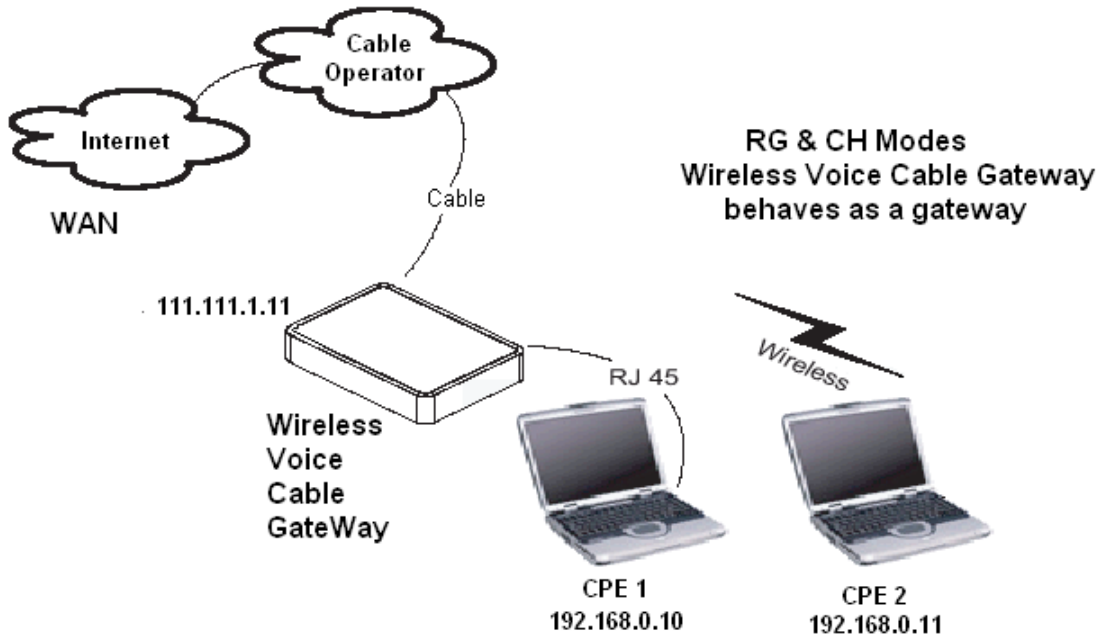 Cable
Operator
Internet
RG & CH Modes
Wireless Voice Cable Gateway
behaves as a gateway
Cable
WAN
111.111.1.11
Wireless
RJ 45
Wireless
Voice
Cable
GateWay
CPE 1
192.168.0.10
CPE 2
192.168.0.11